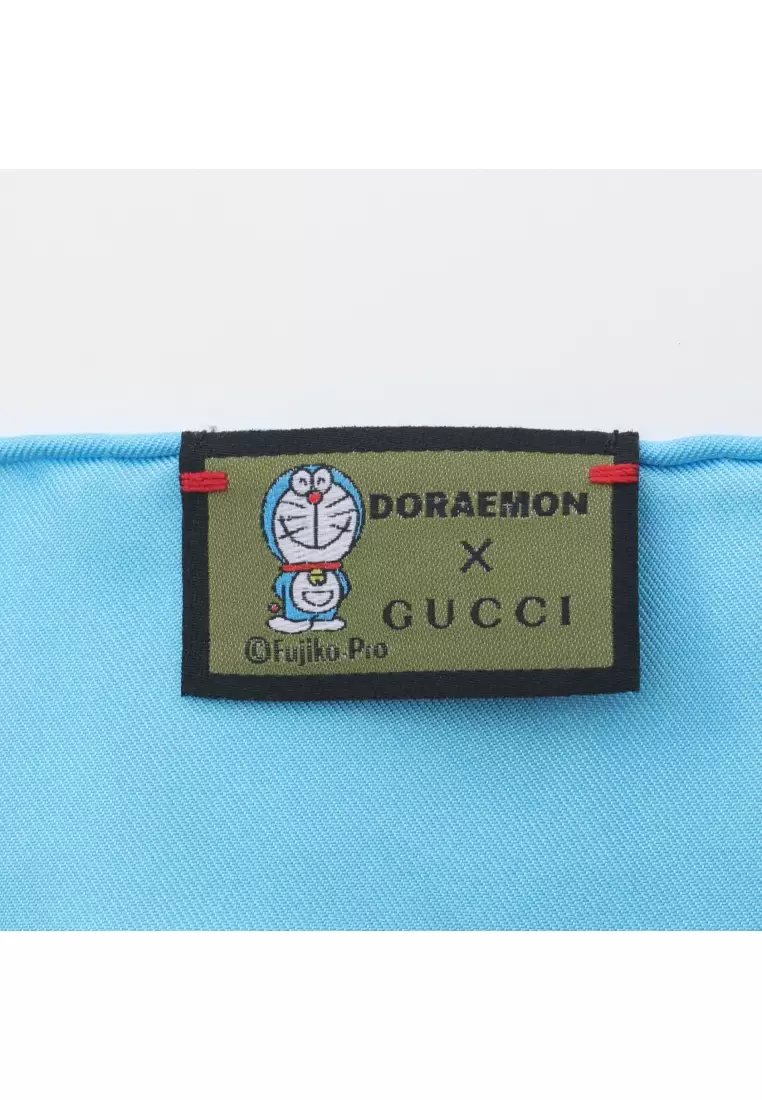 DORAEMON
X
GUCCI
©Fujiko-Pro